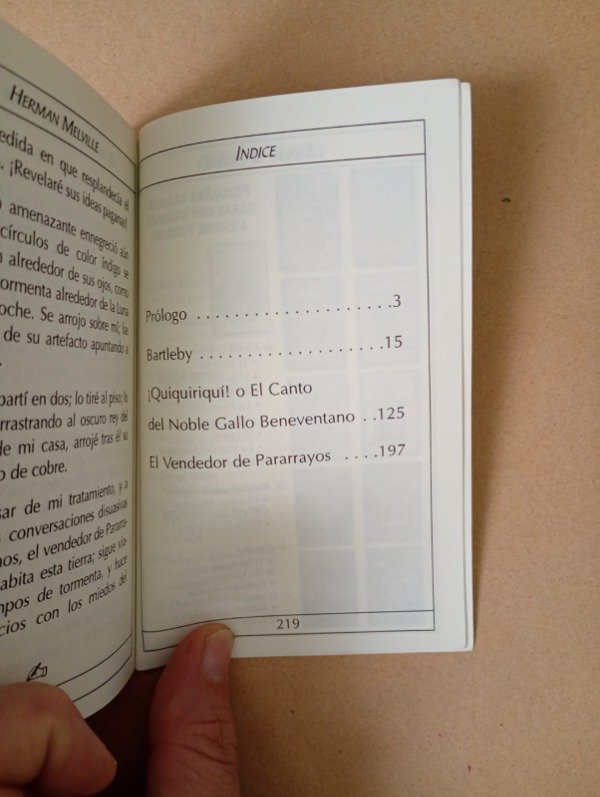 HERMAN MELVILLE
edida en que resplandecía el
¡Revelaré sus ideas paganas!
amenazante ennegreció aún
círculos de color índigo se
alrededor de sus ojos, como
tormenta alrededor de la Luna
oche. Se arrojo sobre mí; las
de su artefacto apuntando a
partí en dos; lo tiré al piso; lo
rrastrando al oscuro rey del
de mi casa, arrojé tras él su
o de cobre.
sar de mi tratamiento, y a
conversaciones disuasivas
nos, el vendedor de Pararra-
abita esta tierra; sigue via-
mpos de tormenta, y hace
cios con los miedos del
INDICE
Prólogo . . . . . . . . . . . . . . . . . . . . .3
Bartleby . . . . . . . . . . . . . . . . . . . .15
¡Quiquiriquí! o El Canto
del Noble Gallo Beneventano . .125
El Vendedor de Pararrayos . . . .197
219